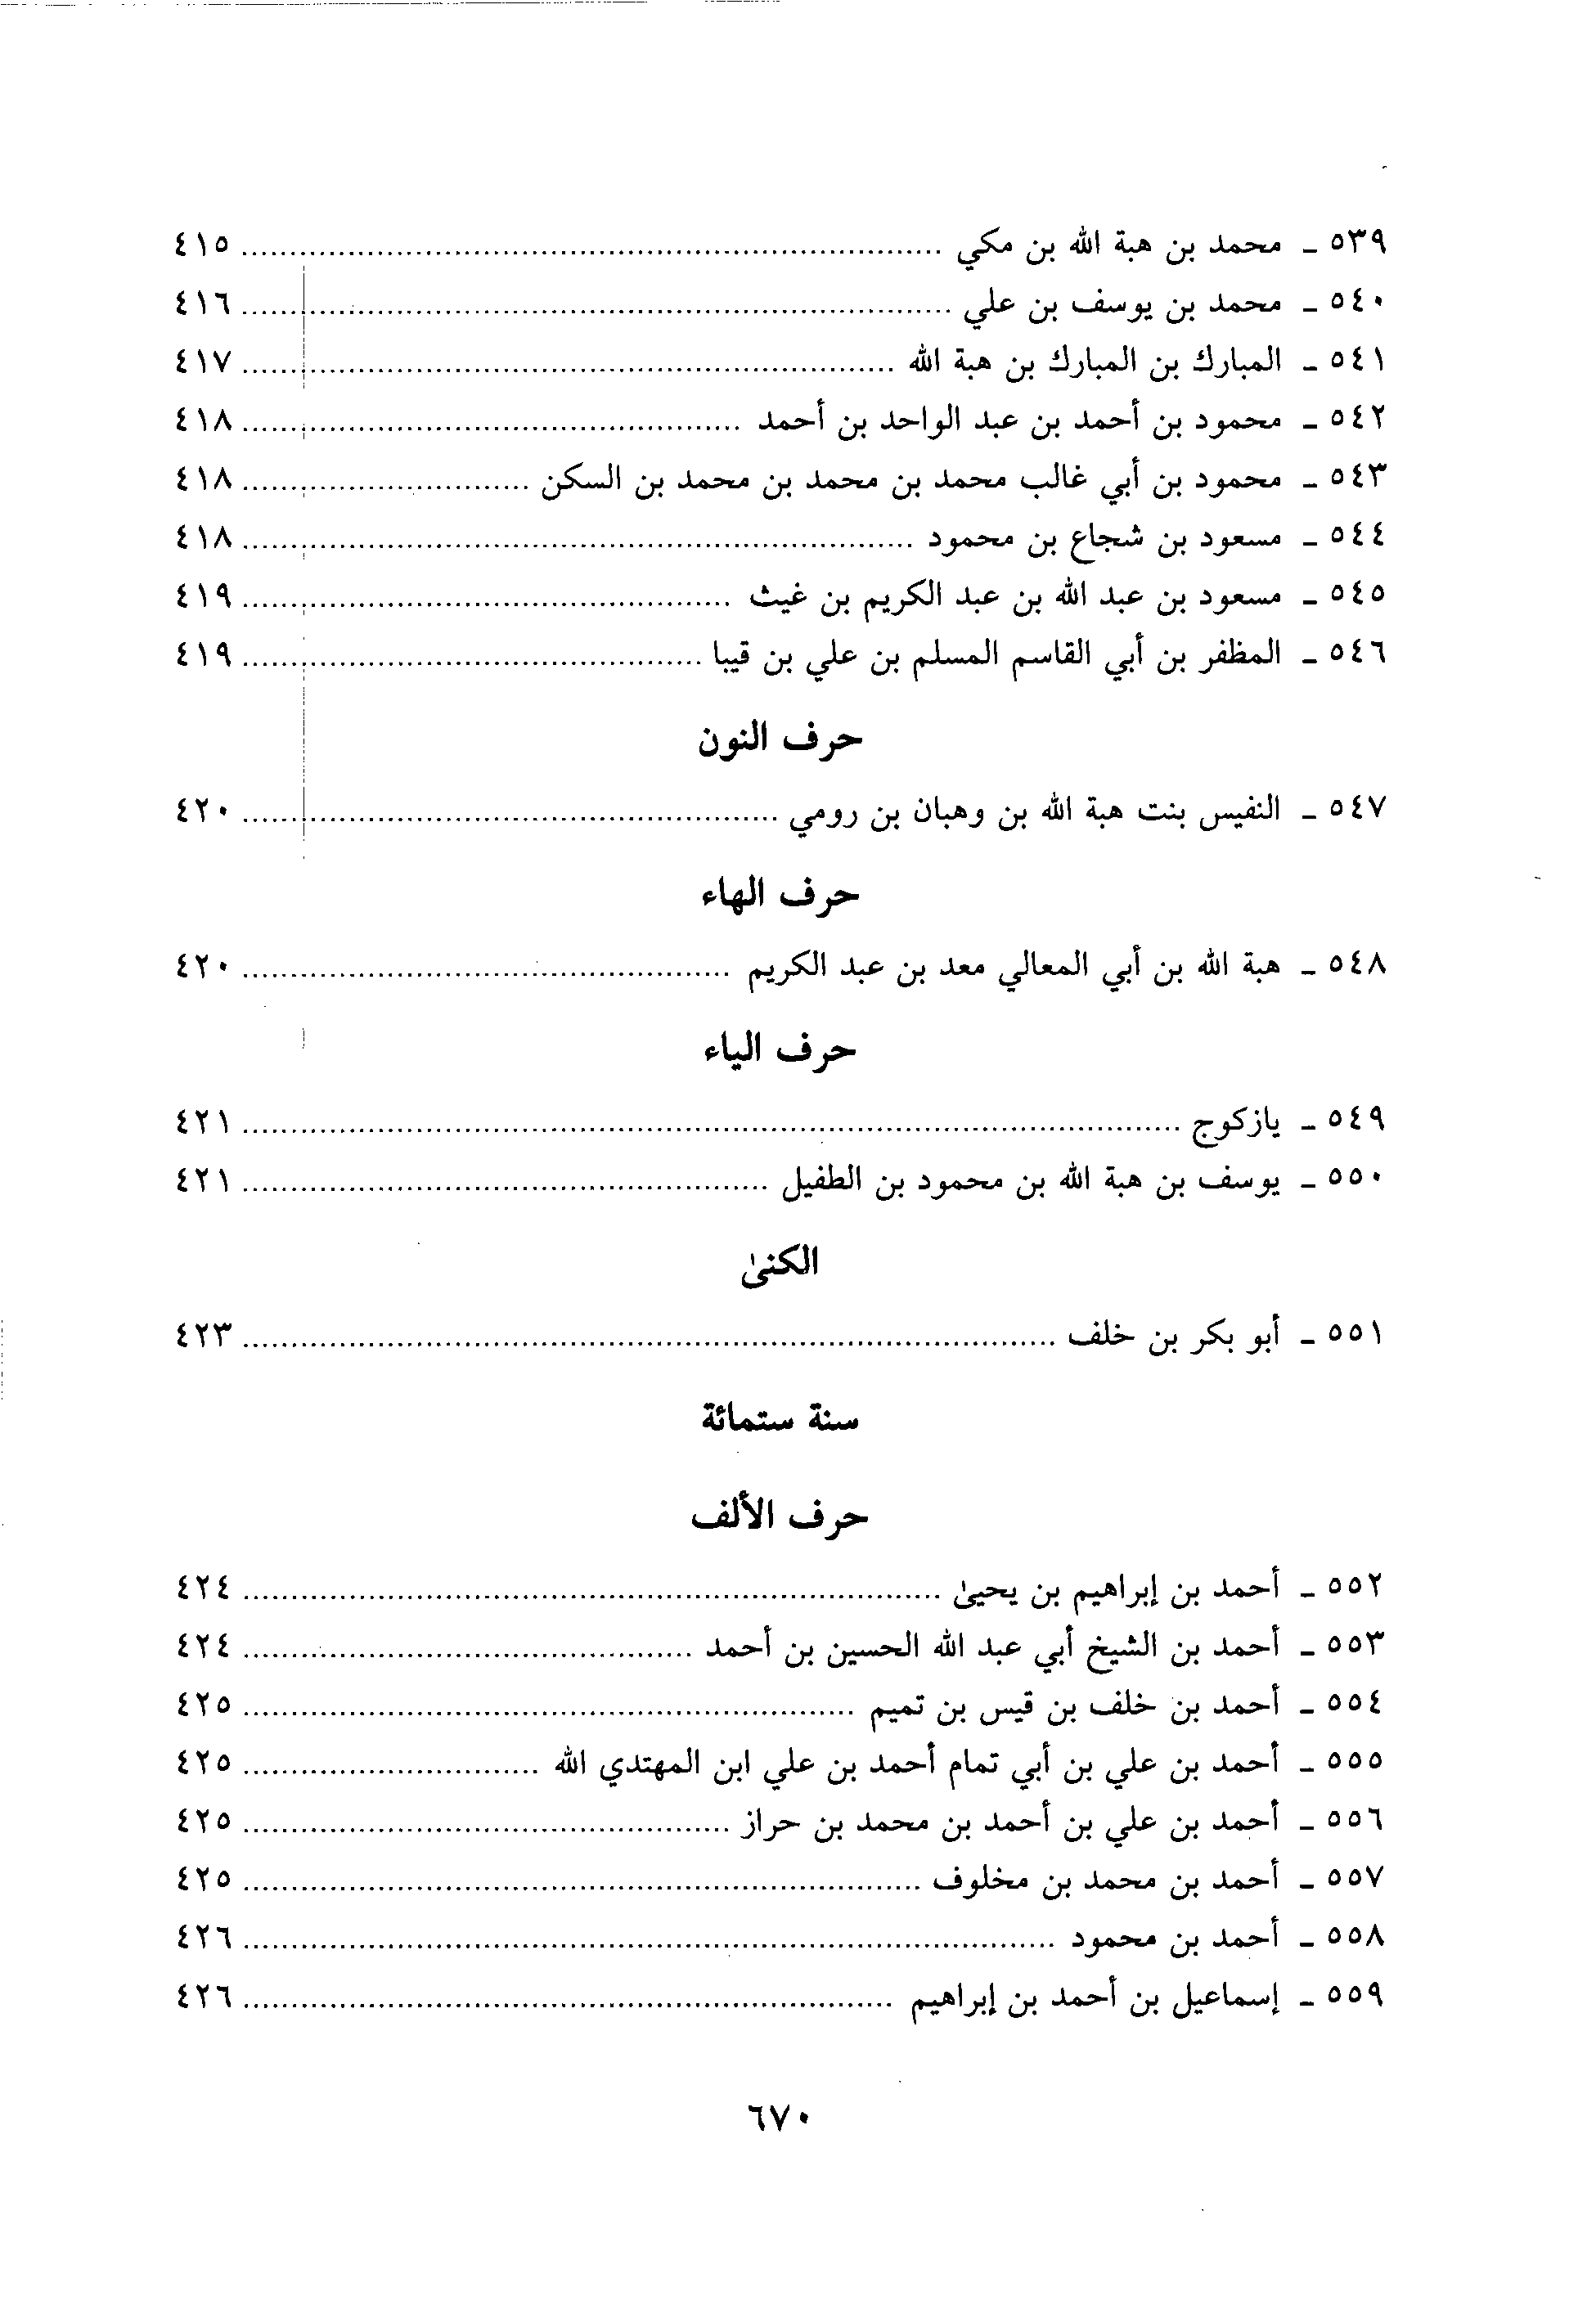 ٥٣٩ - محمد بن هبة الله بن مكي ........ ٤١٥
٥٤٠ - محمد بن يوسف بن علي ........ ٤١٦
٥٤١ - المبارك بن المبارك بن هبة الله ........ ٤١٧
٥٤٢ - محمود بن أحمد بن عبد الواحد بن أحمد ........ ٤١٨
٥٤٣ - محمود بن أبي غالب محمد بن محمد بن محمد بن السكن ........ ٤١٨
٥٤٤ - مسعود بن شجاع بن محمود ........ ٤١٨
٥٤٥ - مسعود بن عبد الله بن عبد الكريم بن غيث ........ ٤١٩
٥٤٦ - المظفر بن أبي القاسم المسلم بن علي بن قيبا ........ ٤١٩
حرف النون
٥٤٧ - النفيس بنت هبة الله بن وهبان بن رومي ........ ٤٢٠
حرف الهاء
٥٤٨ - هبة الله بن أبي المعالي معد بن عبد الكريم ........ ٤٢٠
حرف الياء
٥٤٩ - يازكوج ........ ٤٢١
٥٥٠ - يوسف بن هبة الله بن محمود بن الطفيل ........ ٤٢١
الكنىٰ
٥٥١ - أبو بكر بن خلف ........ ٤٢٣
سنة ستمائة
حرف الألف
٥٥٢ - أحمد بن إبراهيم بن يحيىٰ ........ ٤٢٤
٥٥٣ - أحمد بن الشيخ أبي عبد الله الحسين بن أحمد ........ ٤٢٤
٥٥٤ - أحمد بن خلف بن قيس بن تميم ........ ٤٢٥
٥٥٥ - أحمد بن علي بن أبي تمام أحمد بن علي ابن المهتدي الله ........ ٤٢٥
٥٥٦ - أحمد بن علي بن أحمد بن محمد بن حراز ........ ٤٢٥
٥٥٧ - أحمد بن محمد بن مخلوف ........ ٤٢٥
٥٥٨ - أحمد بن محمود ........ ٤٢٦
٥٥٩ - إسماعيل بن أحمد بن إبراهيم ........ ٤٢٦
٦٧٠